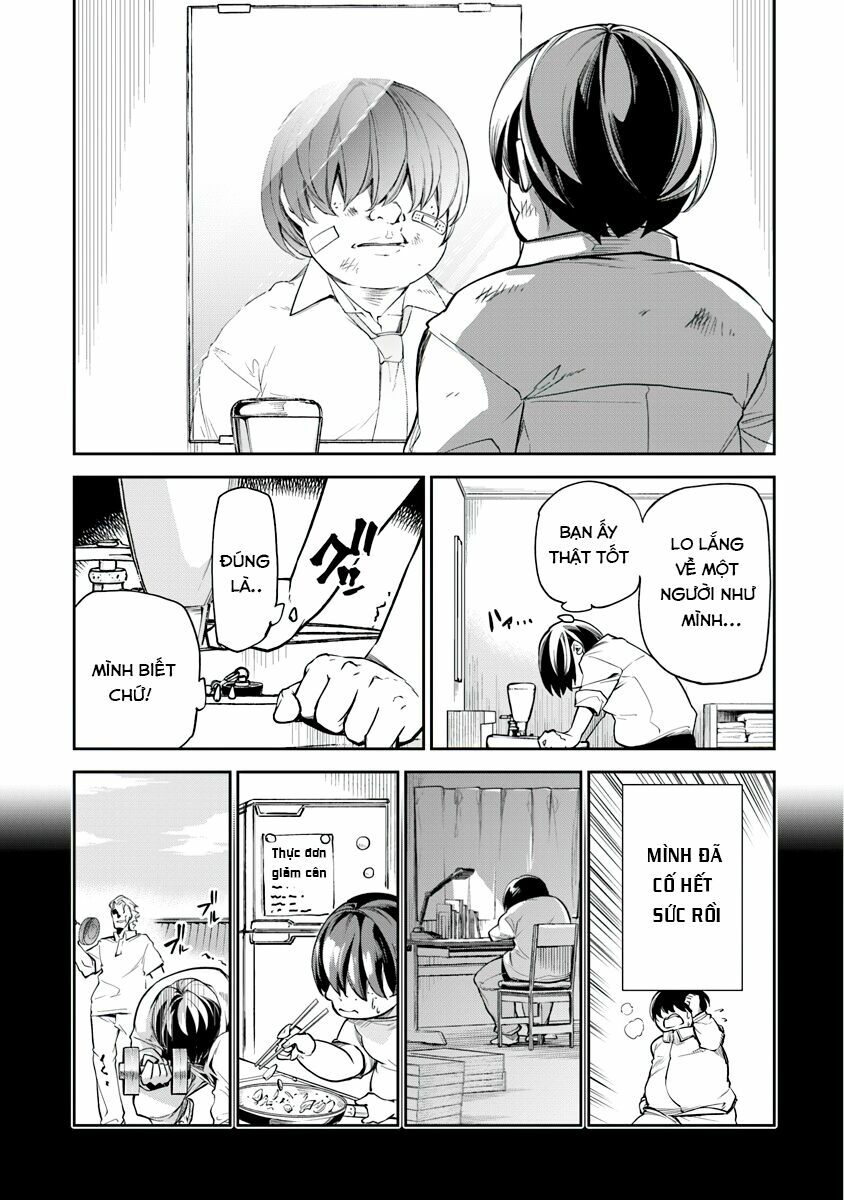 LO LẮNG
VỀ MỘT
NGƯỜI NHƯ
MÌNH...
BẠN ẤY
THẬT TỐT
ĐÚNG
LÀ..
MÌNH BIẾT
CHỨ!
MÌNH ĐÃ
CỐ HẾT
SỨC RỒI
Thực đơn
giảm cân